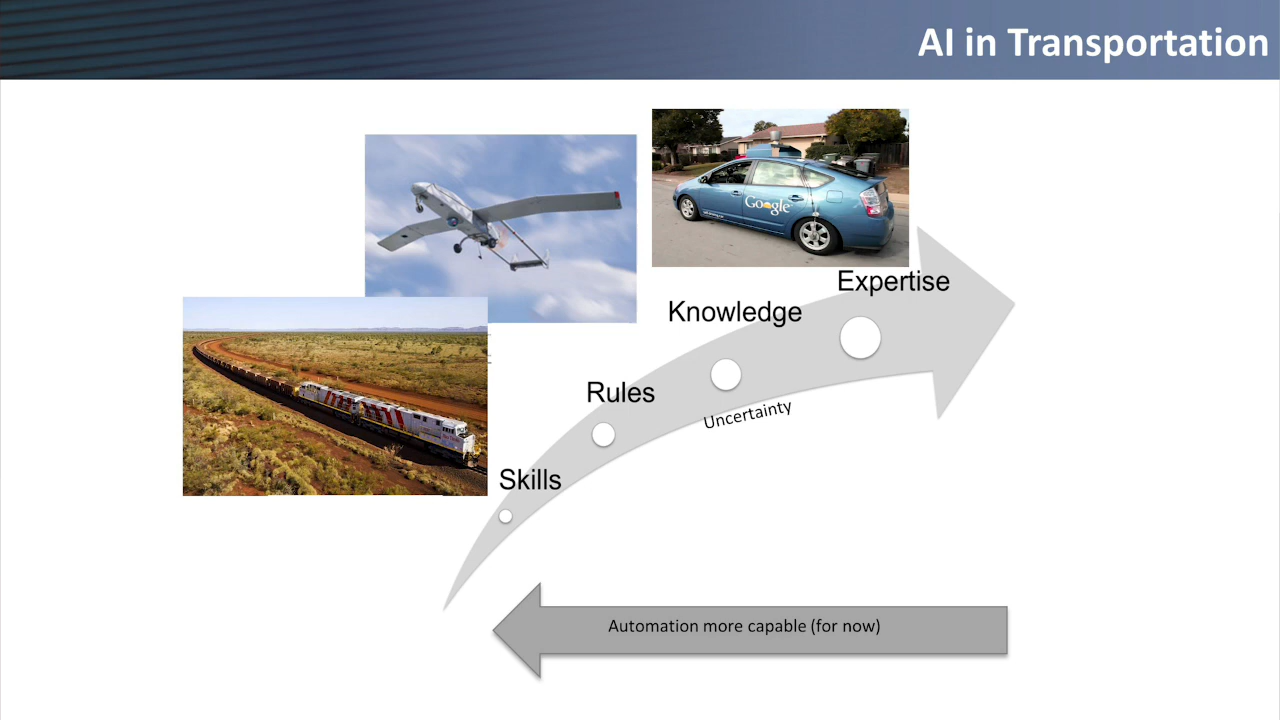 AI in Transportation
Google
Expertise
Knowledge
Rules
Uncertainty
Skills
Automation more capable (for now)